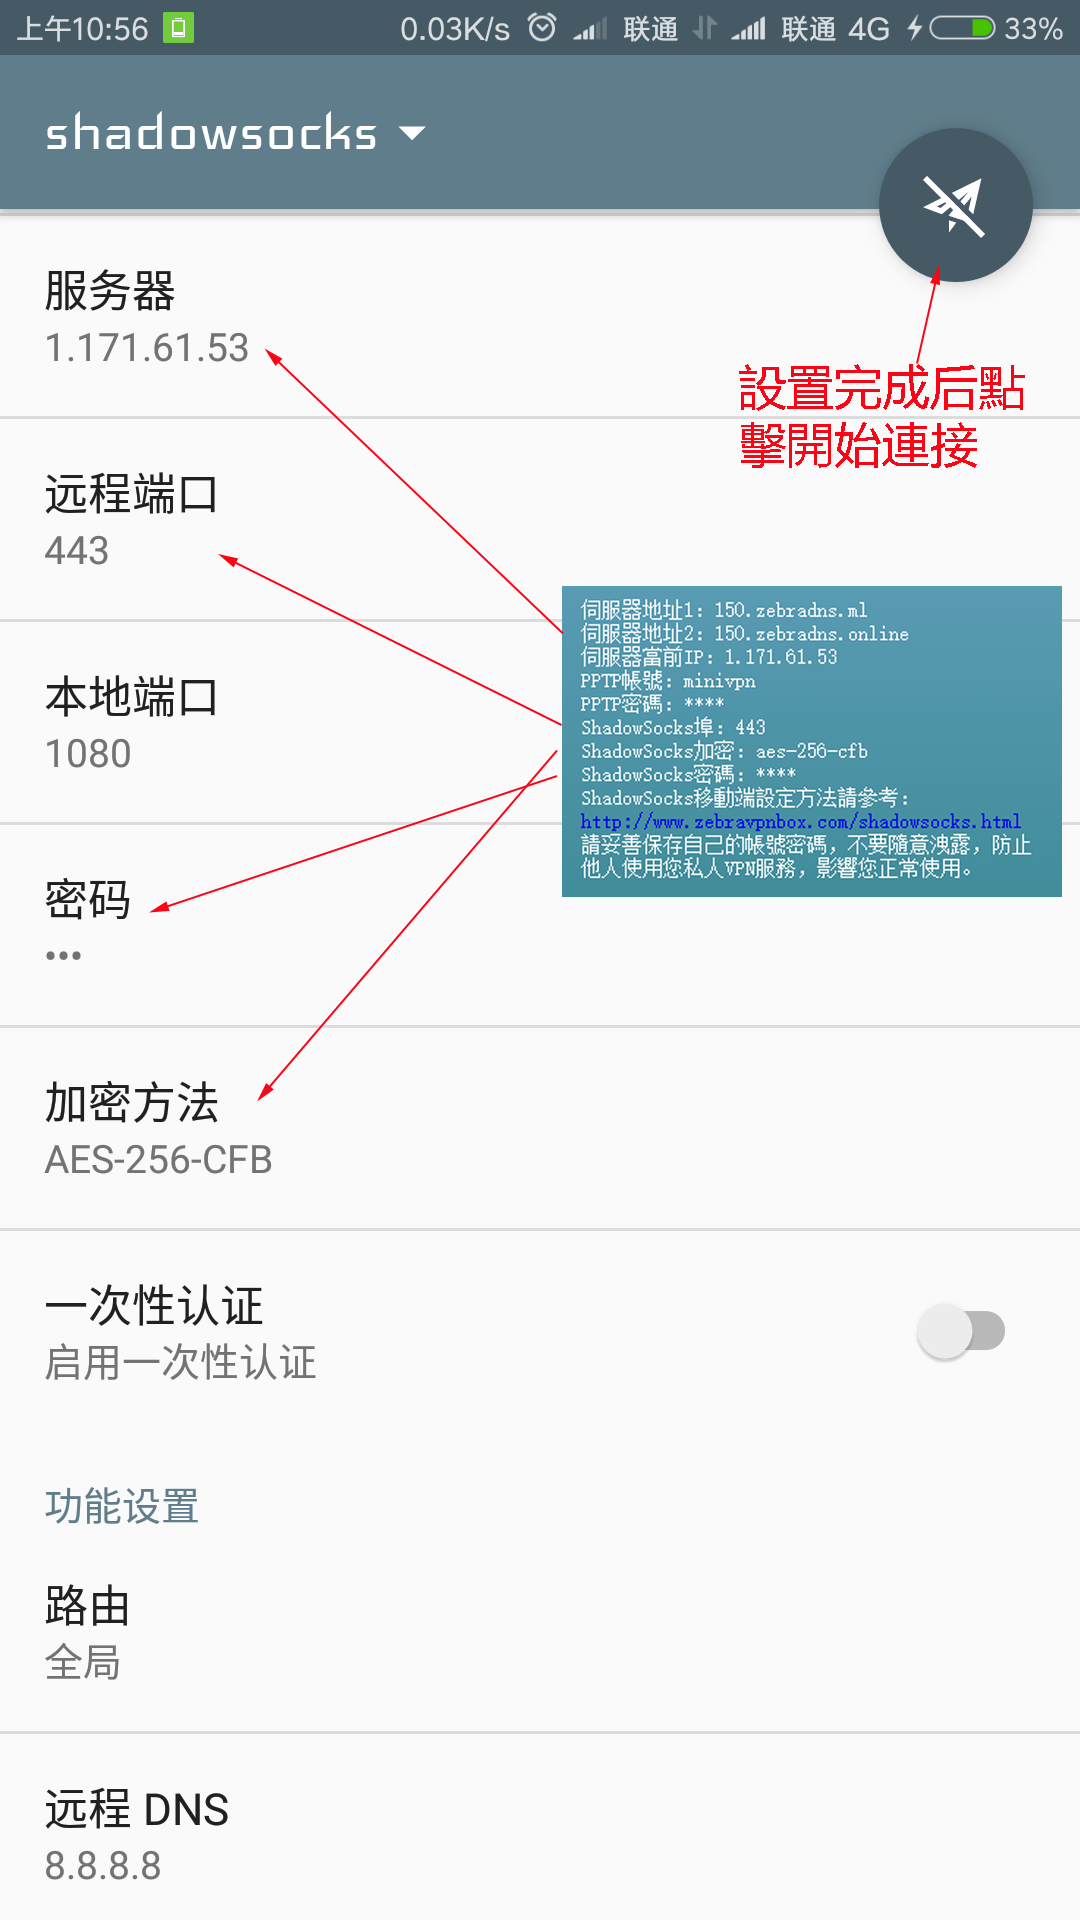 上午10:56 0.03K/s 联通 联通 4G 33%
shadowsocks
服务器
1.171.61.53
設置完成后點
擊開始連接
远程端口
443
伺服器地址1: 150.zebradns.ml
伺服器地址2: 150.zebradns.online
伺服器當前IP: 1.171.61.53
PPTP帳號: minivpn
PPTP密碼: ****
ShadowSocks埠: 443
ShadowSocks加密: aes-256-cfb
ShadowSocks密碼: ****
ShadowSocks移動端設定方法請參考:
http://www.zebravpnbox.com/shadowsocks.html
請妥善保存自己的帳號密碼，不要隨意洩露，防止
他人使用您私人VPN服務，影響您正常使用。
本地端口
1080
密码
•••
加密方法
AES-256-CFB
一次性认证
启用一次性认证
功能设置
路由
全局
远程 DNS
8.8.8.8